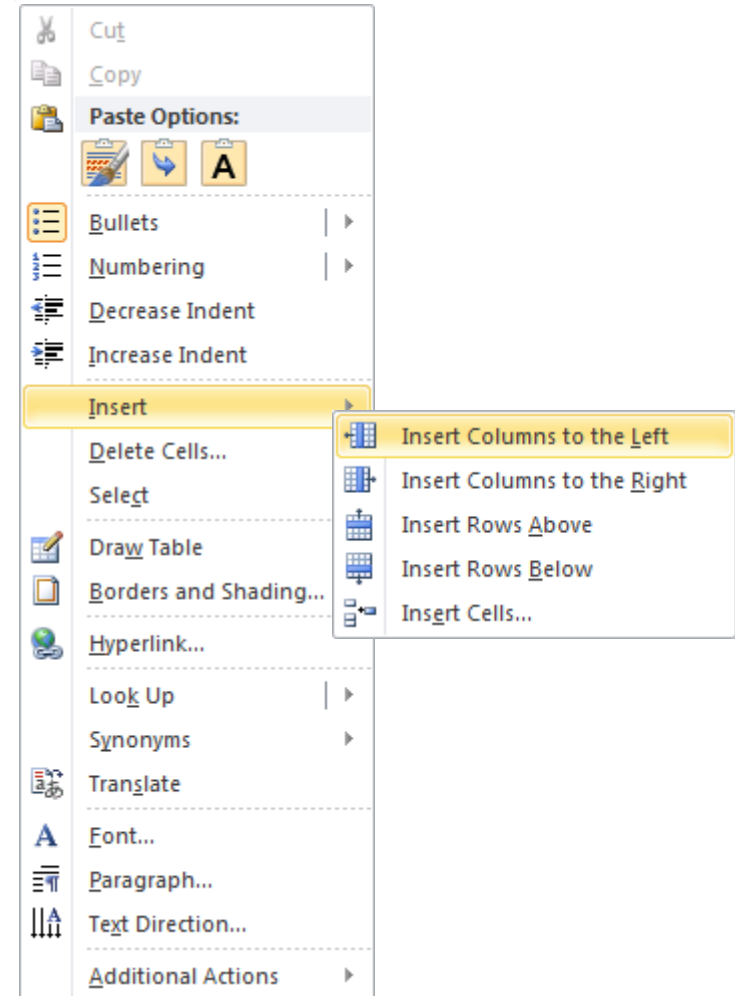 Cut
Copy
Paste Options:
A
Bullets
Numbering
Decrease Indent
Increase Indent
Insert
Insert Columns to the Left
Delete Cells...
Insert Columns to the Right
Select
Insert Rows Above
Draw Table
Insert Rows Below
Borders and Shading...
Insert Cells...
Hyperlink...
Look Up
Synonyms
Translate
A Font...
Paragraph...
Text Direction...
Additional Actions